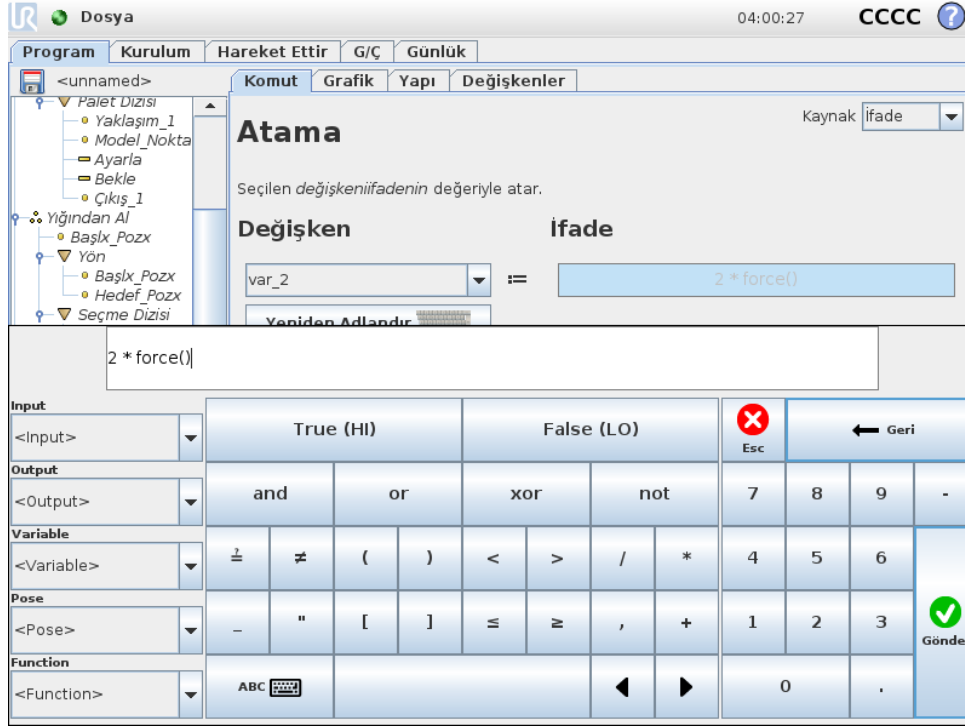 UR Dosya 04:00:27 CCCC ?
Program Kurulum Hareket Ettir G/Ç Günlük
<unnamed> Komut Grafik Yapı Değişkenler
Palet Dizisi
Yaklaşım_1
Model_Nokta
Ayarla
Bekle
Çıkış_1
Yığından Al
Başlx_Pozx
Yön
Başlx_Pozx
Hedef_Pozx
Seçme Dizisi
Kaynak İfade
Atama
Seçilen değişkeniifadenin değeriyle atar.
Değişken İfade
var_2 := 2 * force()
Yeniden Adlandır
2 * force()
Input
<Input> True (HI) False (LO) Esc Geri
Output
<Output> and or xor not 7 8 9 -
Variable
<Variable> ≟ ≠ ( ) < > / * 4 5 6
Pose
<Pose> _ " [ ] ≤ ≥ , + 1 2 3 Gönde
Function
<Function> ABC 0 .